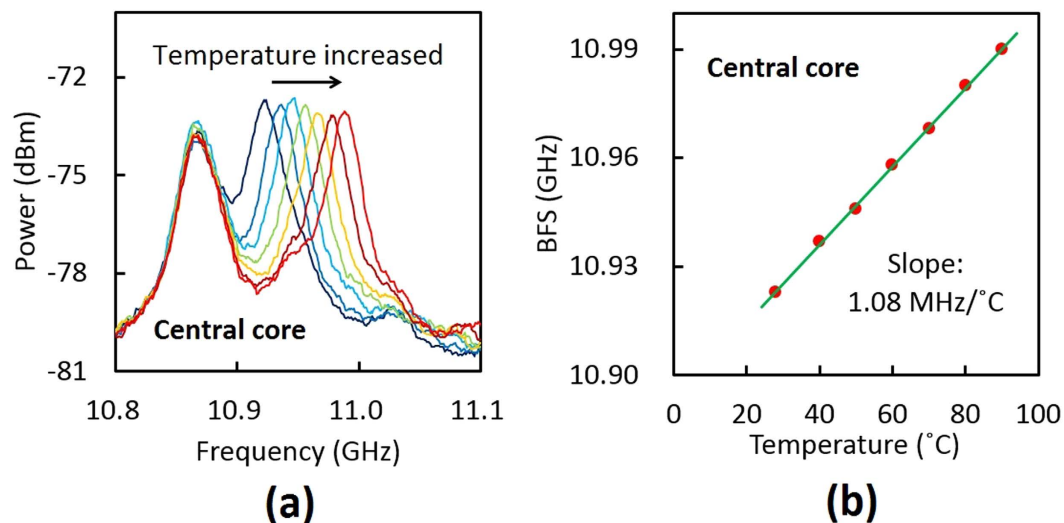 Temperature increased
-72
-75
-78
-81
Power (dBm)
Central core
10.8
10.9
11.0
11.1
Frequency (GHz)
(a)
10.99
10.96
10.93
10.90
BFS (GHz)
Central core
Slope:
1.08 MHz/˚C
0
20
40
60
80
100
Temperature (˚C)
(b)